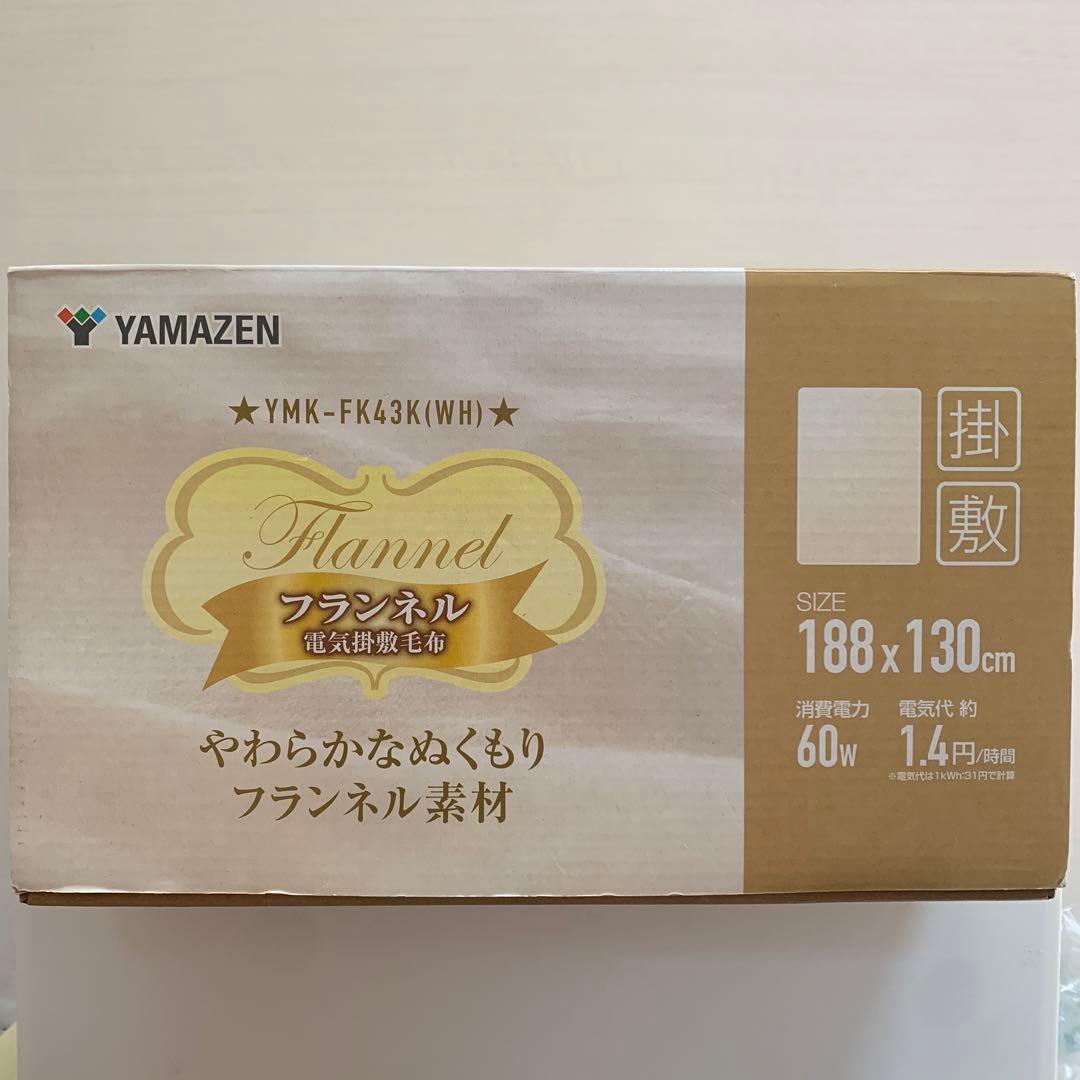 YAMAZEN
★YMK-FK43K(WH)★
Flannel
フランネル
電気掛敷毛布
やわらかなぬくもり
フランネル素材
掛
敷
SIZE
188x130cm
消費電力 電気代 約
60W 1.4円/時間
※電気代は1kWh:31円で計算